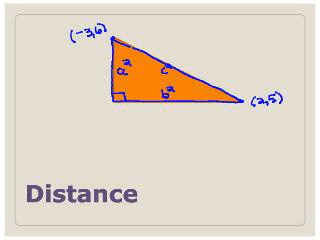 (-3,6)
a²
c²
b²
(2,5)
Distance